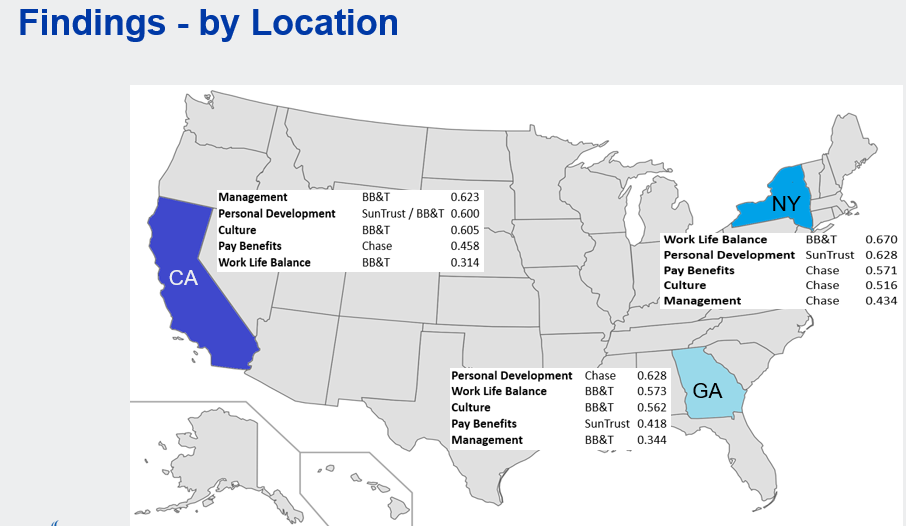 Findings - by Location
Management BB&T 0.623
Personal Development SunTrust / BB&T 0.600
Culture BB&T 0.605
Pay Benefits Chase 0.458
Work Life Balance BB&T 0.314
CA
NY
Work Life Balance BB&T 0.670
Personal Development SunTrust 0.628
Pay Benefits Chase 0.571
Culture Chase 0.516
Management Chase 0.434
Personal Development Chase 0.628
Work Life Balance BB&T 0.573
Culture BB&T 0.562
Pay Benefits SunTrust 0.418
Management BB&T 0.344
GA